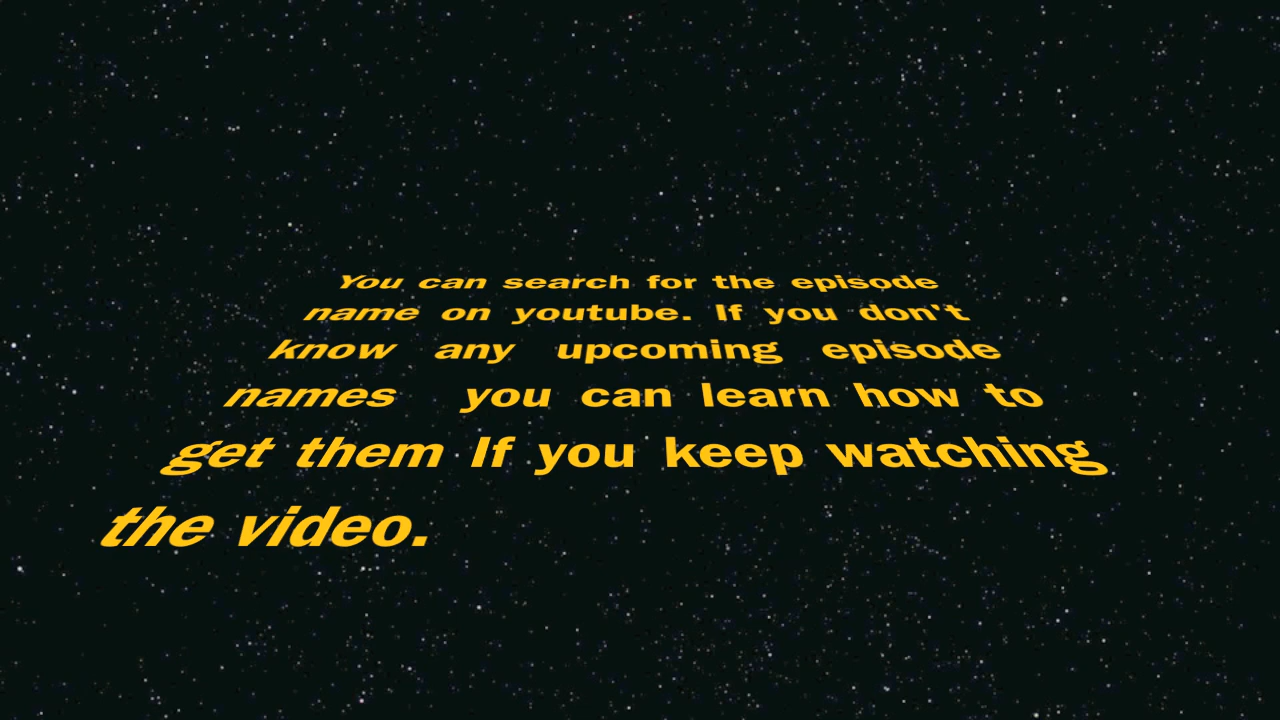 You can search for the episode
name on youtube. If you don't
know any upcoming episode
names you can learn how to
get them If you keep watching
the video.